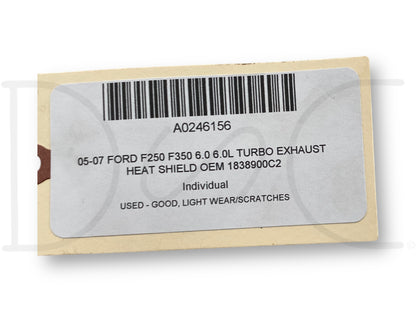 A0246156
05-07 FORD F250 F350 6.0 6.0L TURBO EXHAUST
HEAT SHIELD OEM 1838900C2
Individual
USED - GOOD, LIGHT WEAR/SCRATCHES